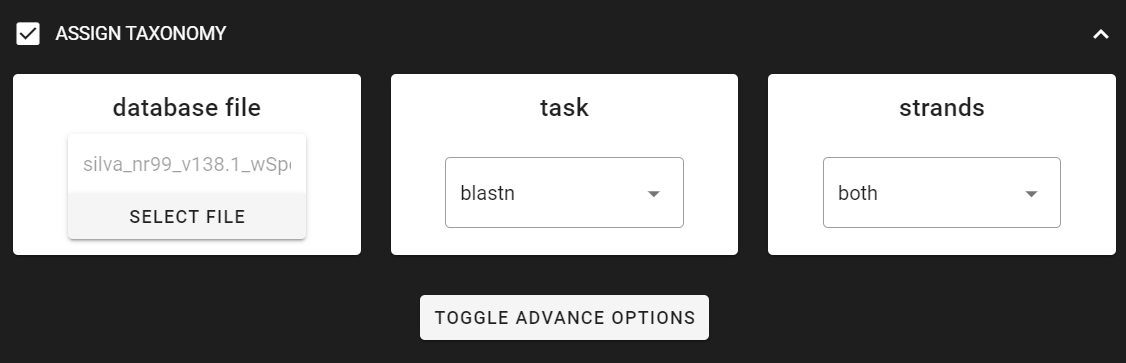 ASSIGN TAXONOMY
database file
silva_nr99_v138.1_wSp
SELECT FILE
task
blastn
strands
both
TOGGLE ADVANCE OPTIONS